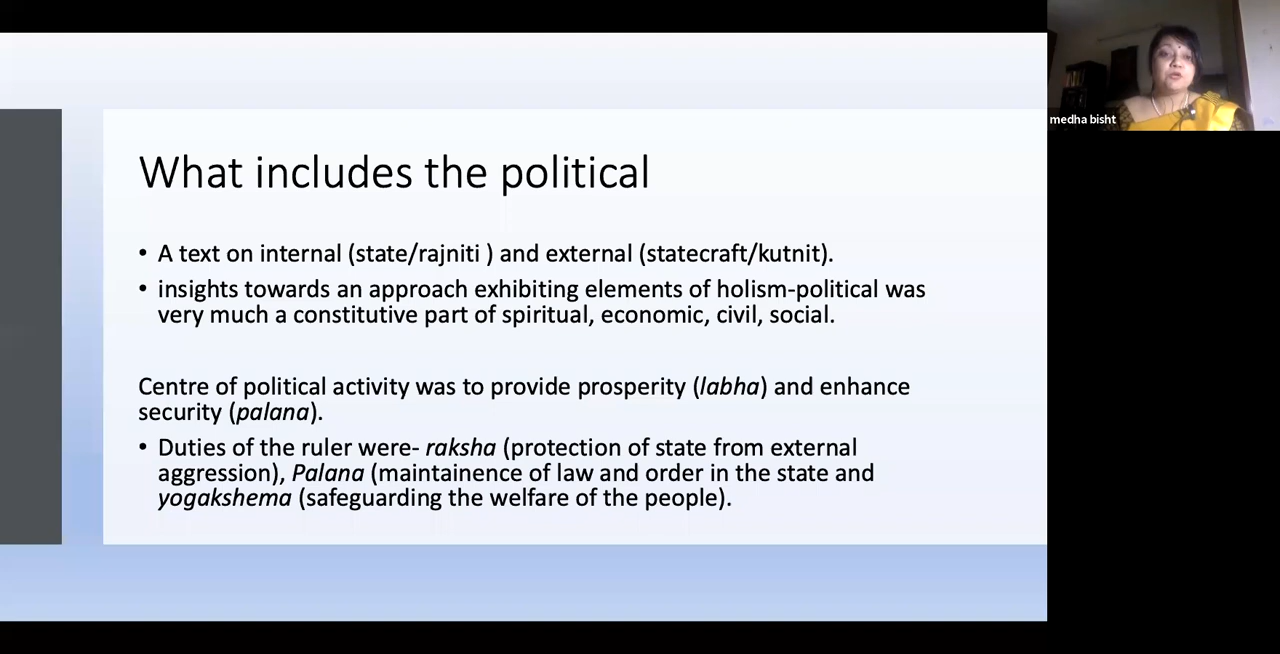 What includes the political
• A text on internal (state/rajniti ) and external (statecraft/kutnit).
• insights towards an approach exhibiting elements of holism-political was
very much a constitutive part of spiritual, economic, civil, social.
Centre of political activity was to provide prosperity (labha) and enhance
security (palana).
• Duties of the ruler were- raksha (protection of state from external
aggression), Palana (maintainence of law and order in the state and
yogakshema (safeguarding the welfare of the people).
medha bisht